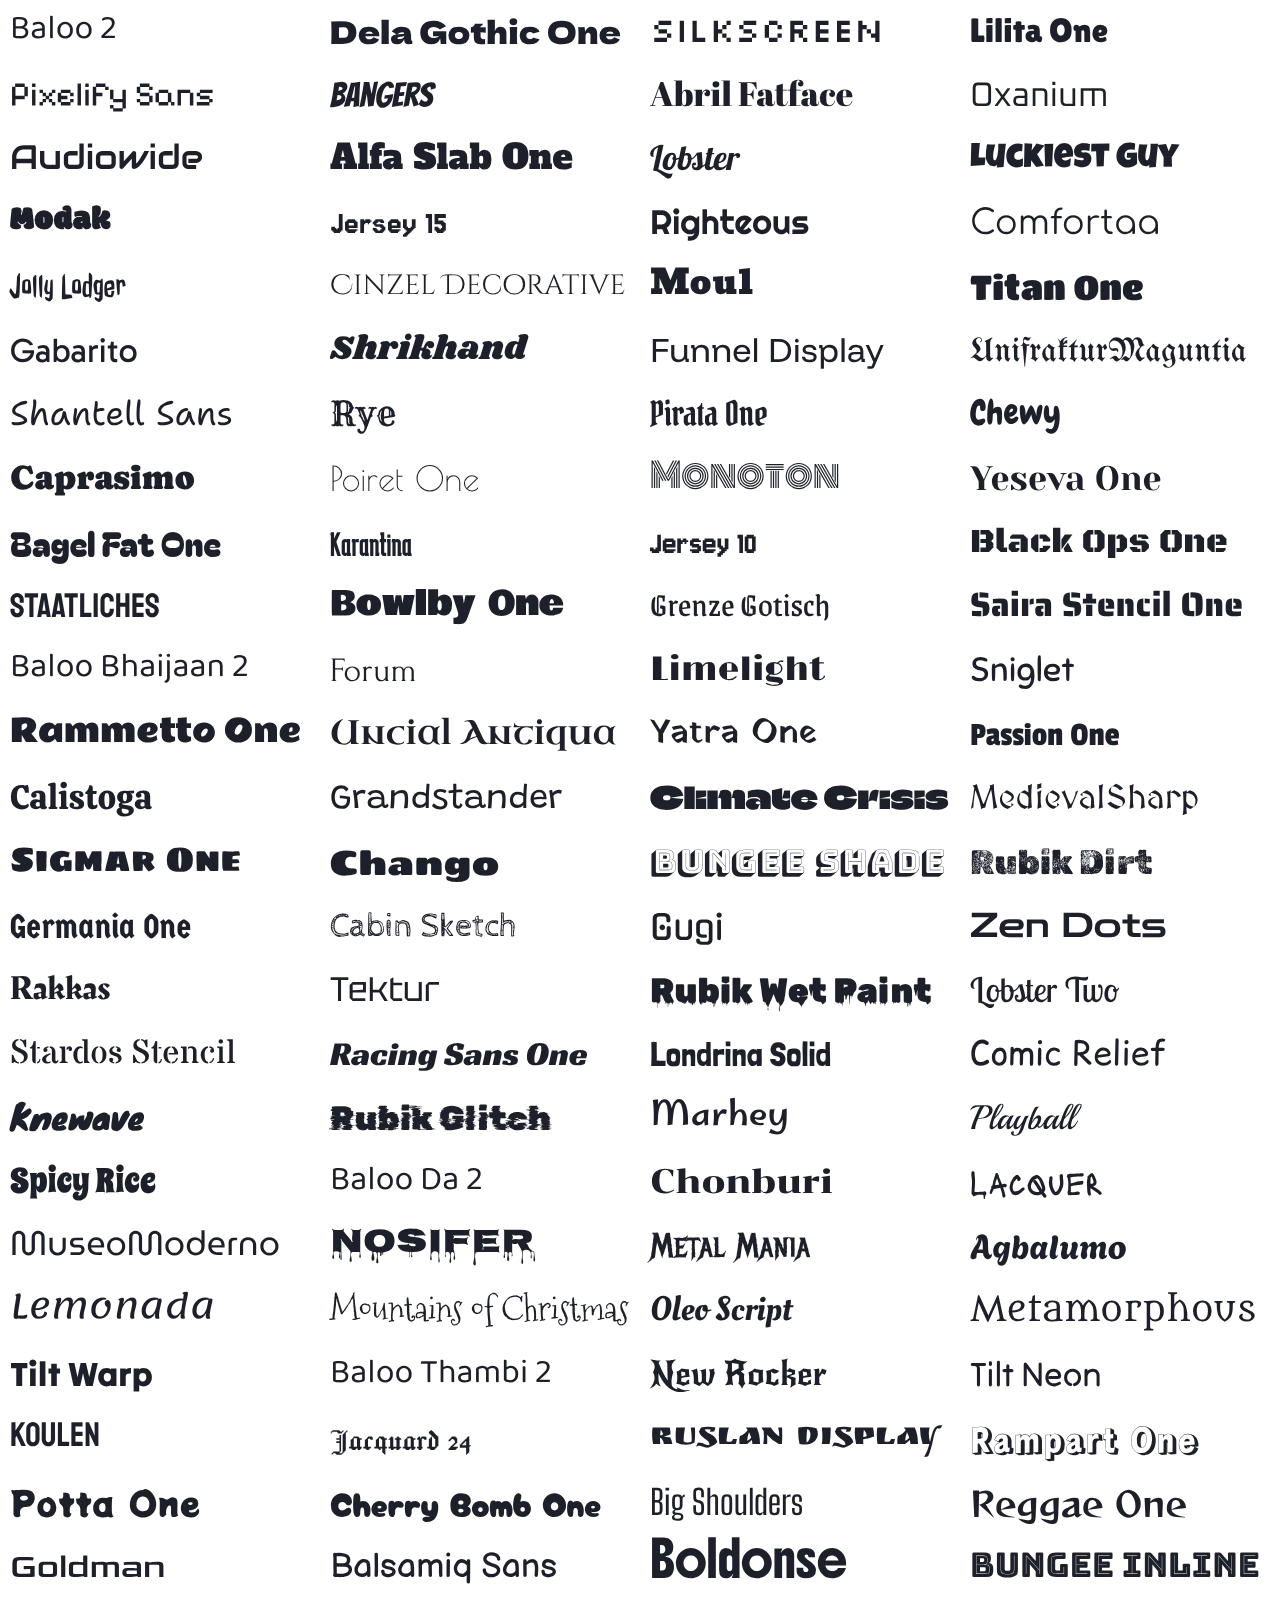 Baloo 2 Dela Gothic One SILKSCREEN Lilita One
Pixelify Sans BANGERS Abril Fatface Oxanium
Audiowide Alfa Slab One Lobster LUCKIEST GUY
Modak Jersey 15 Righteous Comfortaa
Jolly Lodger CINZEL DECORATIVE Moul Titan One
Gabarito Shrikhand Funnel Display UnifrakturMaguntia
Shantell Sans Rye Pirata One Chewy
Caprasimo Poiret One MONOTON Yeseva One
Bagel Fat One Karantina Jersey 10 Black Ops One
STAATLICHES Bowlby One Grenze Gotisch Saira Stencil One
Baloo Bhaijaan 2 Forum Limelight Sniglet
Rammetto One Uncial Antiqua Yatra One Passion One
Calistoga Grandstander Climate Crisis MedievalSharp
SIGMAR ONE Chango BUNGEE SHADE Rubik Dirt
Germania One Cabin Sketch Gugi Zen Dots
Rakkas Tektur Rubik Wet Paint Lobster Two
Stardos Stencil Racing Sans One Londrina Solid Comic Relief
Knewave Rubik Glitch Marhey Playball
Spicy Rice Baloo Da 2 Chonburi LACQUER
MuseoModerno NOSIFER METAL MANIA Agbalumo
Lemonada Mountains of Christmas Oleo Script Metamorphous
Tilt Warp Baloo Thambi 2 New Rocker Tilt Neon
KOULEN Jacquard 24 RUSLAN DISPLAY Rampart One
Potta One Cherry Bomb One Big Shoulders Reggae One
Goldman Balsamiq Sans Boldonse BUNGEE INLINE